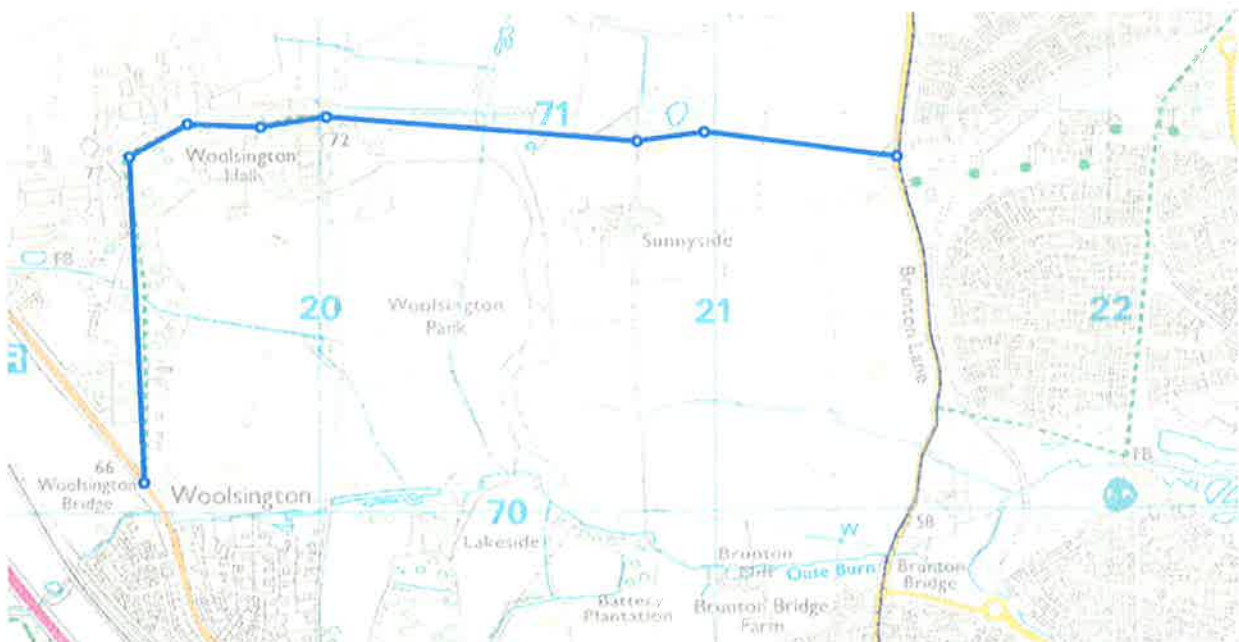 71
72
Woolsington
Hall
77
Sunnyside
FB
20
Woolsington
Park
21
Brunton Lane
22
66
Woolsington
Bridge
Woolsington
FB
70
Lakeside
58
W
Brunton
Mill
Oute Burn
Brunton
Bridge
Battery
Plantation
Brunton Bridge
Farm